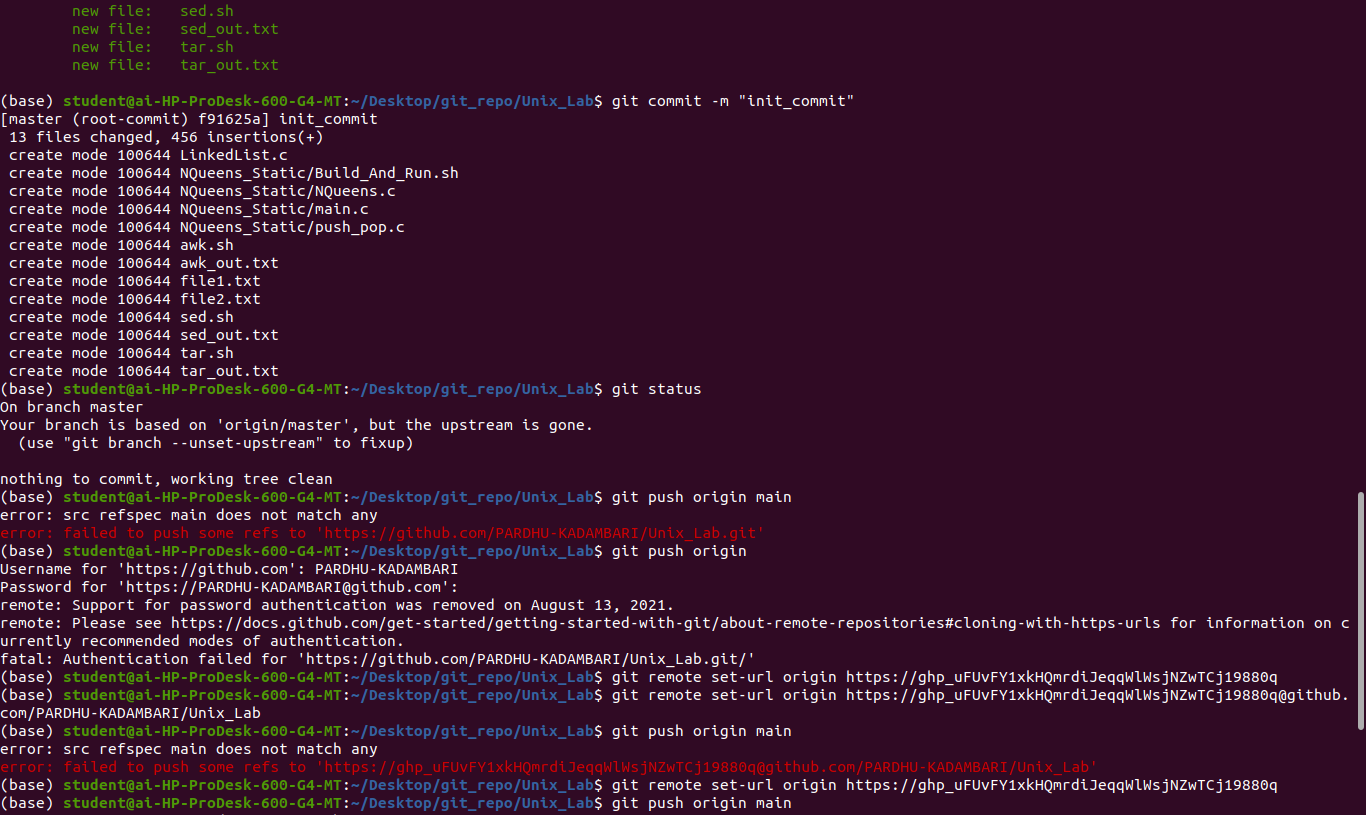 new file:   sed.sh
new file:   sed_out.txt
new file:   tar.sh
new file:   tar_out.txt
(base) student@ai-HP-ProDesk-600-G4-MT:~/Desktop/git_repo/Unix_Lab$ git commit -m "init_commit"
[master (root-commit) f91625a] init_commit
 13 files changed, 456 insertions(+)
 create mode 100644 LinkedList.c
 create mode 100644 NQueens_Static/Build_And_Run.sh
 create mode 100644 NQueens_Static/NQueens.c
 create mode 100644 NQueens_Static/main.c
 create mode 100644 NQueens_Static/push_pop.c
 create mode 100644 awk.sh
 create mode 100644 awk_out.txt
 create mode 100644 file1.txt
 create mode 100644 file2.txt
 create mode 100644 sed.sh
 create mode 100644 sed_out.txt
 create mode 100644 tar.sh
 create mode 100644 tar_out.txt
(base) student@ai-HP-ProDesk-600-G4-MT:~/Desktop/git_repo/Unix_Lab$ git status
On branch master
Your branch is based on 'origin/master', but the upstream is gone.
  (use "git branch --unset-upstream" to fixup)
nothing to commit, working tree clean
(base) student@ai-HP-ProDesk-600-G4-MT:~/Desktop/git_repo/Unix_Lab$ git push origin main
error: src refspec main does not match any
error: failed to push some refs to 'https://github.com/PARDHU-KADAMBARI/Unix_Lab.git'
(base) student@ai-HP-ProDesk-600-G4-MT:~/Desktop/git_repo/Unix_Lab$ git push origin
Username for 'https://github.com': PARDHU-KADAMBARI
Password for 'https://PARDHU-KADAMBARI@github.com':
remote: Support for password authentication was removed on August 13, 2021.
remote: Please see https://docs.github.com/get-started/getting-started-with-git/about-remote-repositories#cloning-with-https-urls for information on c
urrently recommended modes of authentication.
fatal: Authentication failed for 'https://github.com/PARDHU-KADAMBARI/Unix_Lab.git/'
(base) student@ai-HP-ProDesk-600-G4-MT:~/Desktop/git_repo/Unix_Lab$ git remote set-url origin https://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
(base) student@ai-HP-ProDesk-600-G4-MT:~/Desktop/git_repo/Unix_Lab$ git remote set-url origin https://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@github.
com/PARDHU-KADAMBARI/Unix_Lab
(base) student@ai-HP-ProDesk-600-G4-MT:~/Desktop/git_repo/Unix_Lab$ git push origin main
error: src refspec main does not match any
error: failed to push some refs to 'https://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@github.com/PARDHU-KADAMBARI/Unix_Lab'
(base) student@ai-HP-ProDesk-600-G4-MT:~/Desktop/git_repo/Unix_Lab$ git remote set-url origin https://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
(base) student@ai-HP-ProDesk-600-G4-MT:~/Desktop/git_repo/Unix_Lab$ git push origin main